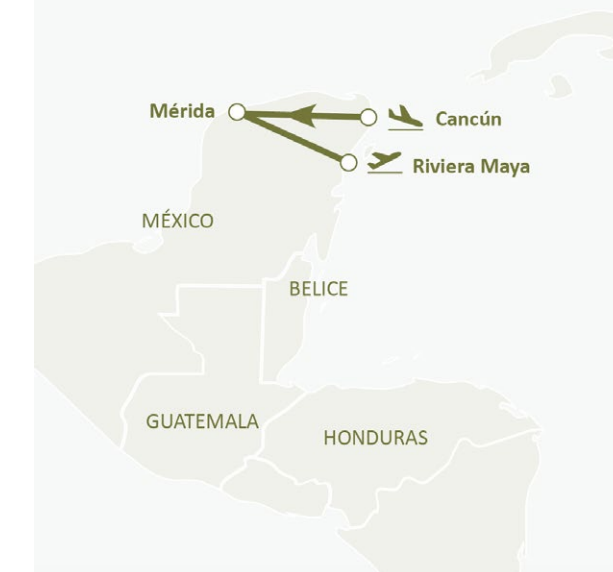 Mérida
Cancún
Riviera Maya
MÉXICO
BELICE
GUATEMALA
HONDURAS